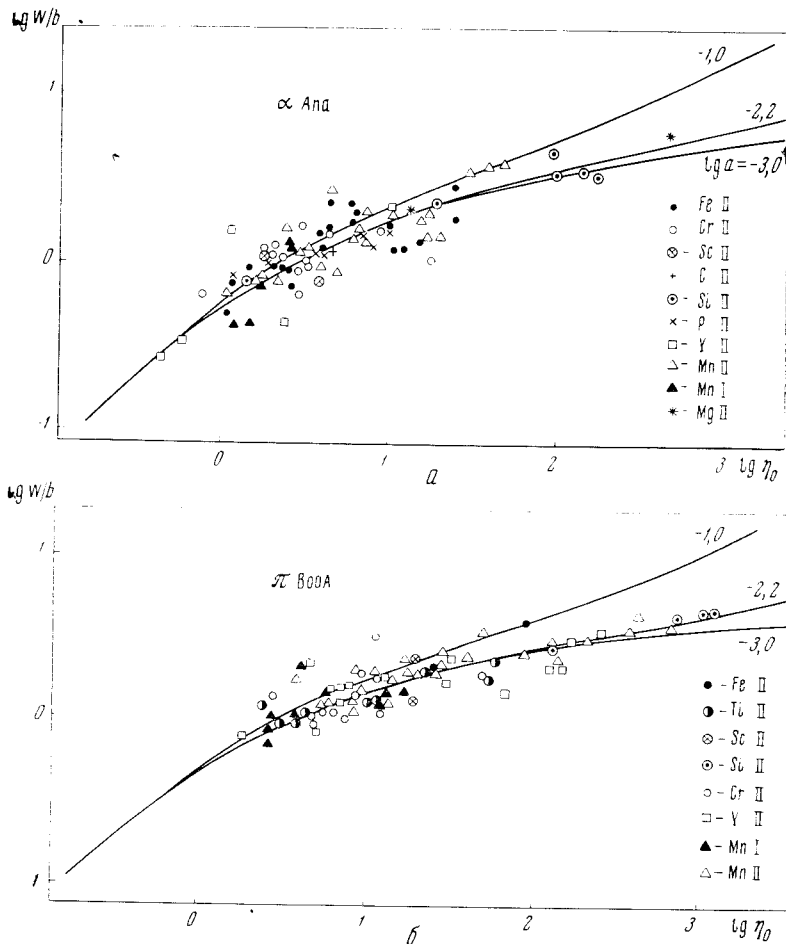 lg W/b
1
α And
-1,0
-2,2
lg a = -3,0
0
-1
● - Fe II
○ - Cr II
⊗ - Sc II
+ - C II
⊙ - Si II
× - P II
□ - Y II
△ - Mn II
▲ - Mn I
✳ - Mg II
0 1 2 3 lg η₀
а
lg W/b
1
π BooA
-1,0
-2,2
-3,0
0
1
● - Fe II
◑ - Ti II
⊗ - Sc II
⊙ - Si II
○ - Cr II
□ - Y II
▲ - Mn I
△ - Mn II
0 1 2 3 lg η₀
б